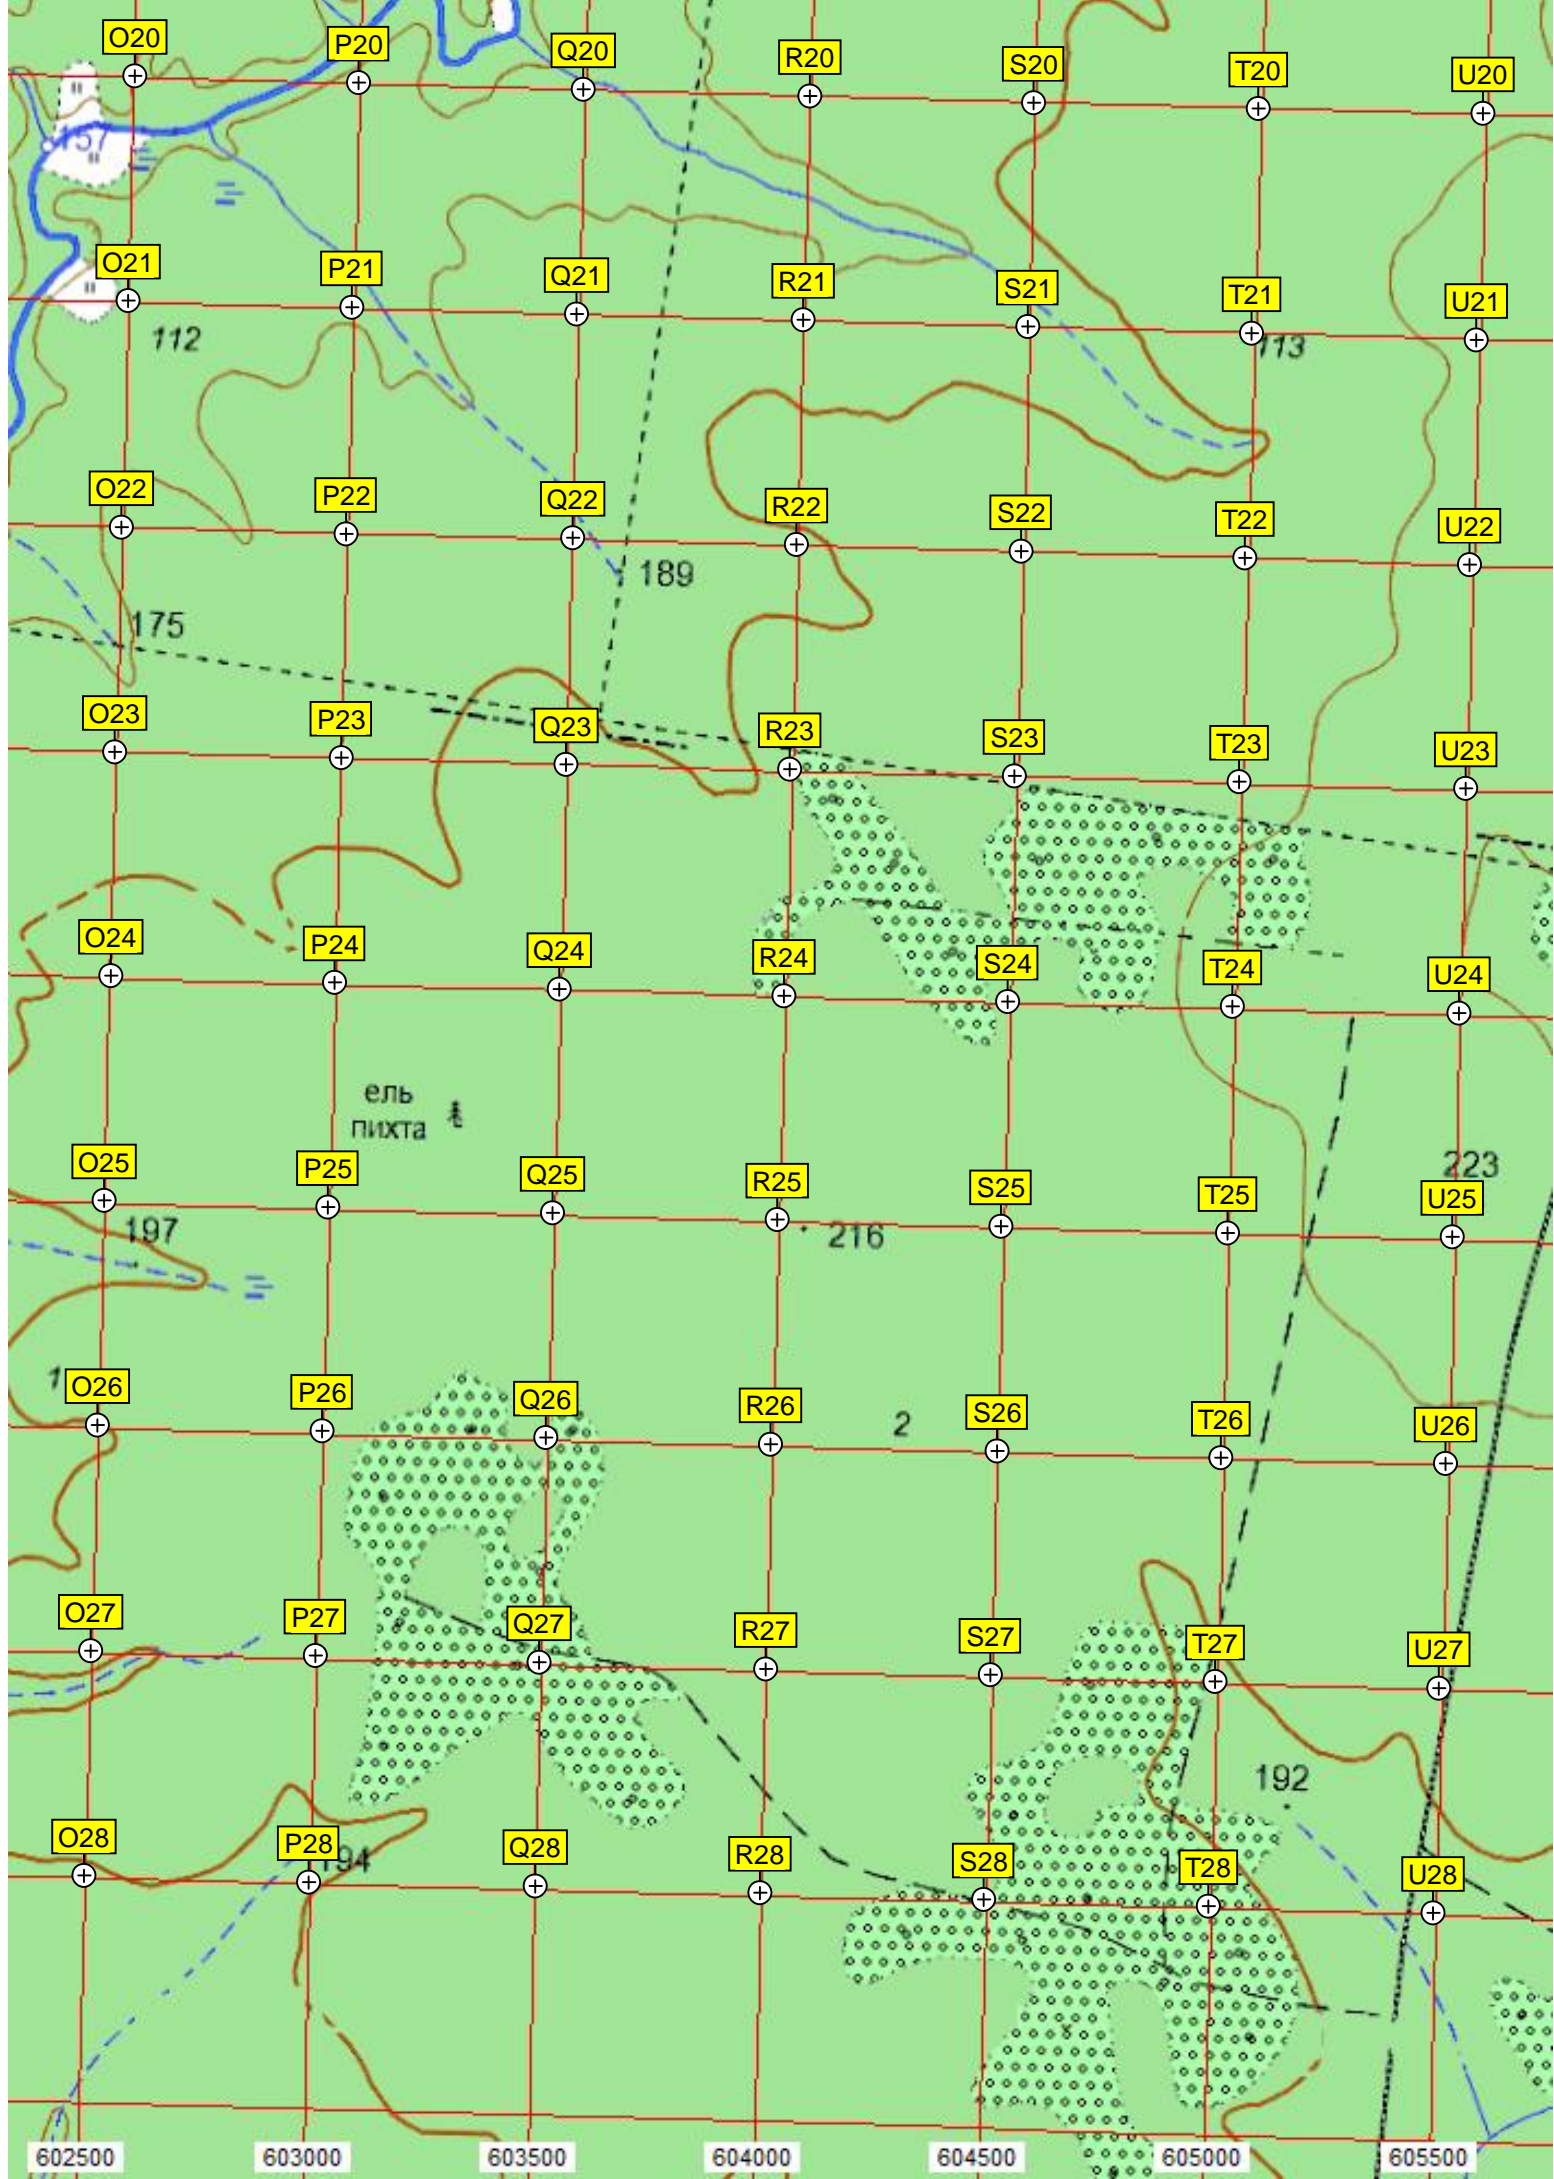 O20 P20 Q20 R20 S20 T20 U20
157
O21 P21 Q21 R21 S21 T21 U21
112 113
O22 P22 Q22 R22 S22 T22 U22
189
175
O23 P23 Q23 R23 S23 T23 U23
O24 P24 Q24 R24 S24 T24 U24
ель
пихта
223
O25 P25 Q25 R25 S25 T25 U25
197 216
1
O26 P26 Q26 R26 S26 T26 U26
2
O27 P27 Q27 R27 S27 T27 U27
192
O28 P28 Q28 R28 S28 T28 U28
194
602500 603000 603500 604000 604500 605000 605500